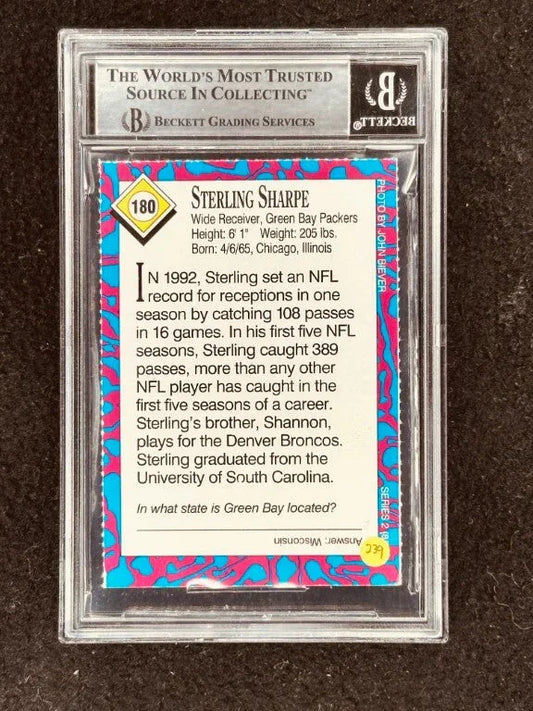 THE WORLD'S MOST TRUSTED
SOURCE IN COLLECTING™
B BECKETT GRADING SERVICES
B
BECKETT®
180
STERLING SHARPE
Wide Receiver, Green Bay Packers
Height: 6' 1" Weight: 205 lbs.
Born: 4/6/65, Chicago, Illinois
PHOTO BY JOHN BIEVER
IN 1992, Sterling set an NFL
record for receptions in one
season by catching 108 passes
in 16 games. In his first five NFL
seasons, Sterling caught 389
passes, more than any other
NFL player has caught in the
first five seasons of a career.
Sterling's brother, Shannon,
plays for the Denver Broncos.
Sterling graduated from the
University of South Carolina.
In what state is Green Bay located?
Answer: Wisconsin
SERIES 2
239